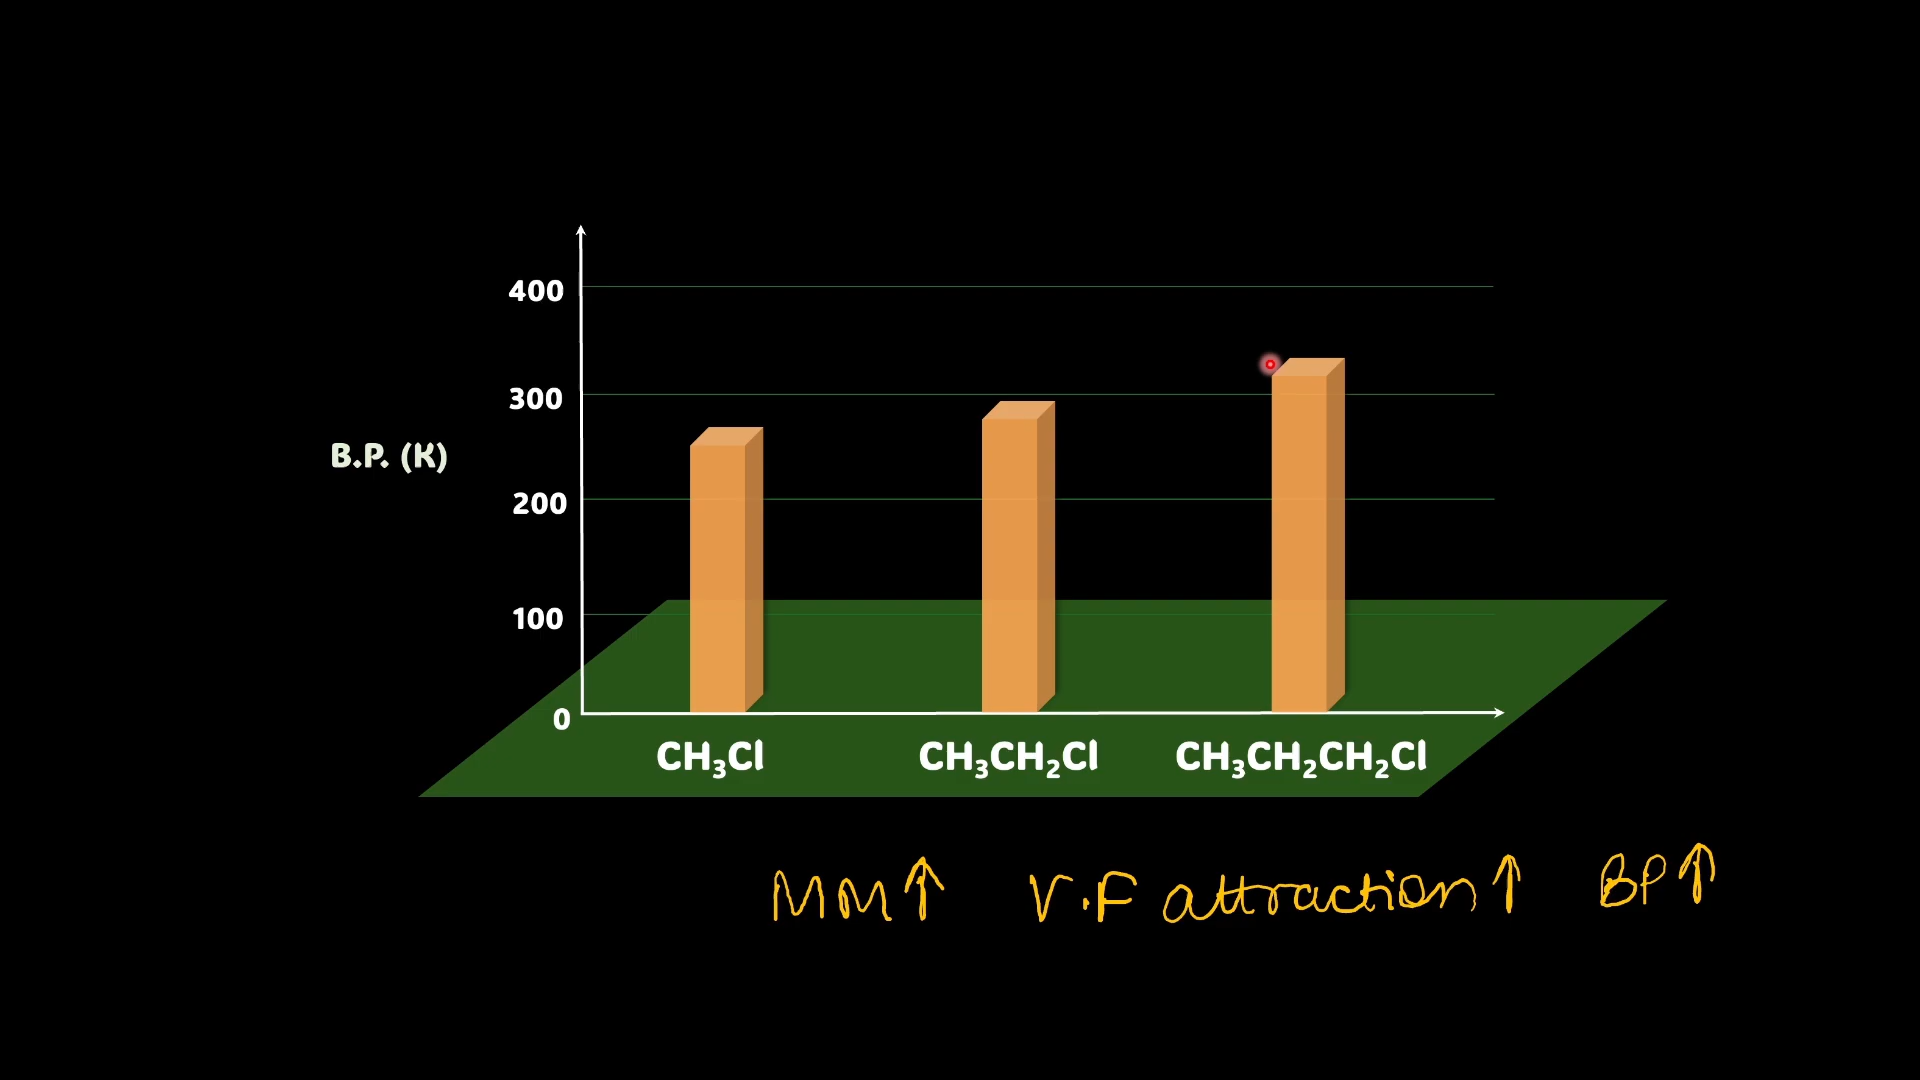 400
300
B.P. (K)
200
100
0
CH₃Cl CH₃CH₂Cl CH₃CH₂CH₂Cl
MM↑ V.F attraction↑ BP↑